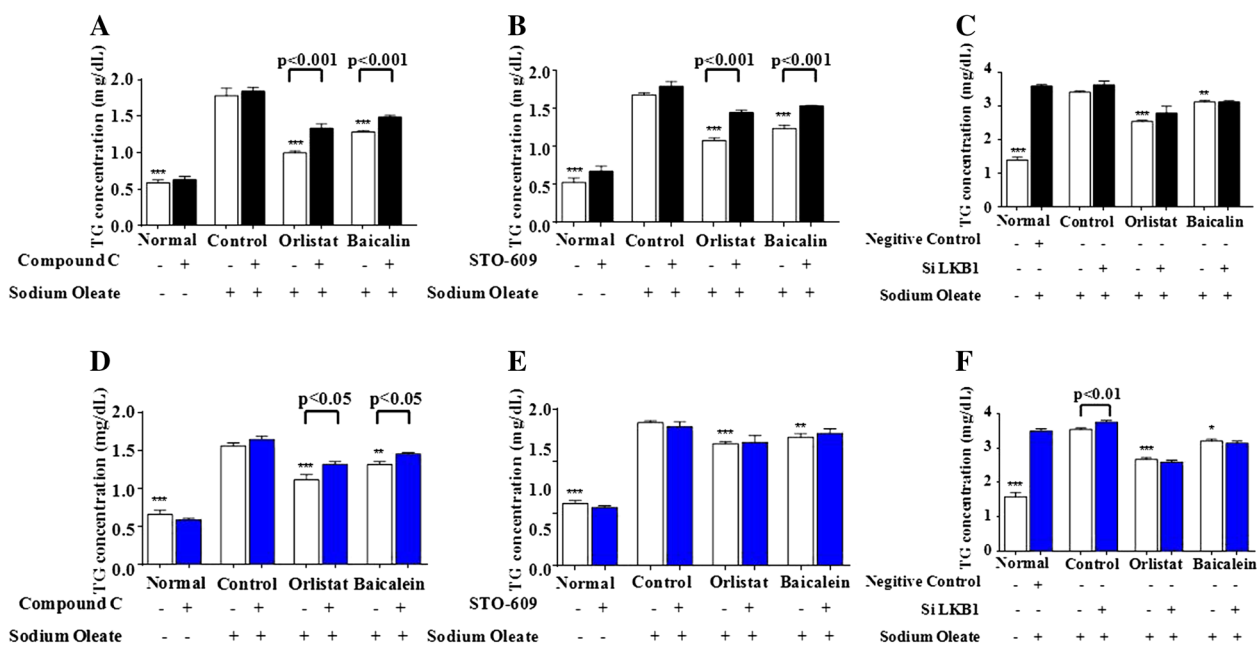 A
TG concentration (mg/dL)
2.0
1.5
1.0
0.5
0.0
p<0.001 p<0.001
*** *** ***
Normal Control Orlistat Baicalin
Compound C - + - + - + - +
Sodium Oleate - - + + + + + +
B
TG concentration (mg/dL)
2.0
1.5
1.0
0.5
0.0
p<0.001 p<0.001
*** *** ***
Normal Control Orlistat Baicalin
STO-609 - + - + - + - +
Sodium Oleate - - + + + + + +
C
TG concentration (mg/dL)
4
3
2
1
0
*** *** **
Normal Control Orlistat Baicalin
Negitive Control - + - - - - - -
Si LKB1 - - - + - + - +
Sodium Oleate - + + + + + + +
D
TG concentration (mg/dL)
2.0
1.5
1.0
0.5
0.0
p<0.05 p<0.05
*** *** **
Normal Control Orlistat Baicalein
Compound C - + - + - + - +
Sodium Oleate - - + + + + + +
E
TG concentration (mg/dL)
2.0
1.5
1.0
0.5
0.0
*** *** **
Normal Control Orlistat Baicalein
STO-609 - + - + - + - +
Sodium Oleate - - + + + + + +
F
TG concentration (mg/dL)
4
3
2
1
0
p<0.01
*** *** *
Normal Control Orlistat Baicalein
Negitive Control - + - - - - - -
Si LKB1 - - - + - + - +
Sodium Oleate - + + + + + + +